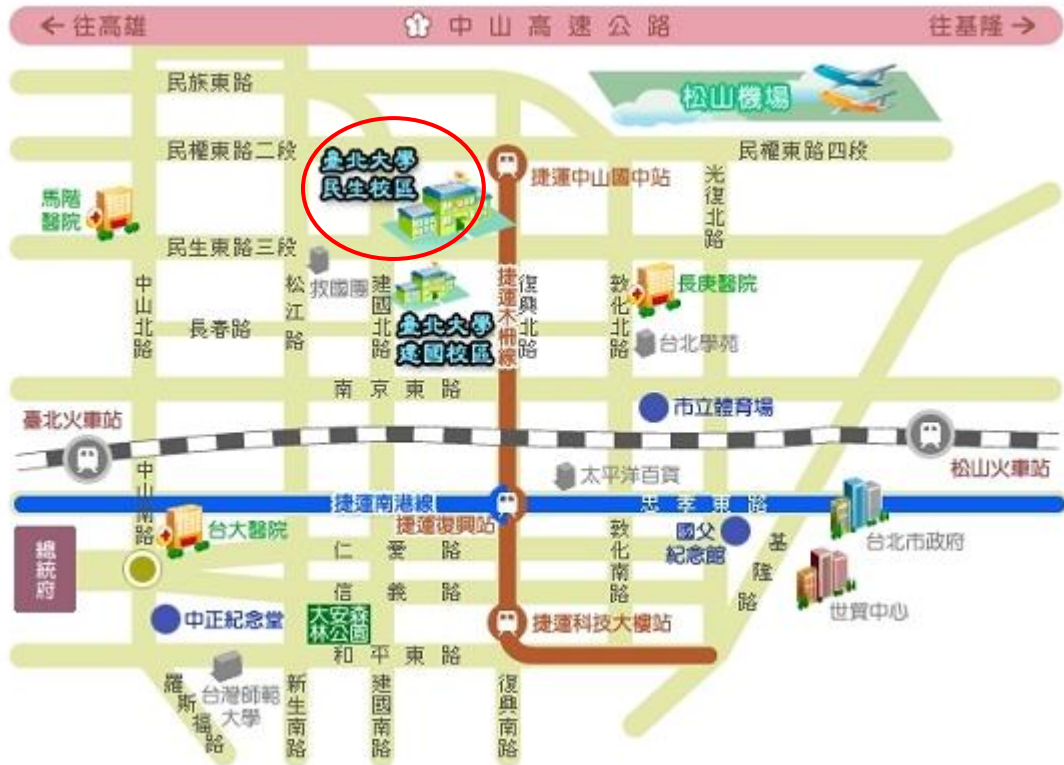 ←往高雄
1 中山高速公路
往基隆→
民族東路
松山機場
民權東路二段
民權東路四段
臺北大學
民生校區
捷運中山國中站
光復北路
馬階
醫院
民生東路三段
救國團
中山北路
松江路
建國北路
捷運木柵線
復興北路
敦化北路
長庚醫院
長春路
臺北大學
建國校區
台北學苑
南京東路
市立體育場
臺北火車站
松山火車站
中山南路
太平洋百貨
捷運南港線
忠孝東路
捷運復興站
台大醫院
國父
紀念館
台北市政府
總統府
仁愛路
敦化南路
基隆路
信義路
世貿中心
中正紀念堂
大安森
林公園
捷運科技大樓站
和平東路
羅斯福路
台灣師範
大學
新生南路
建國南路
復興南路